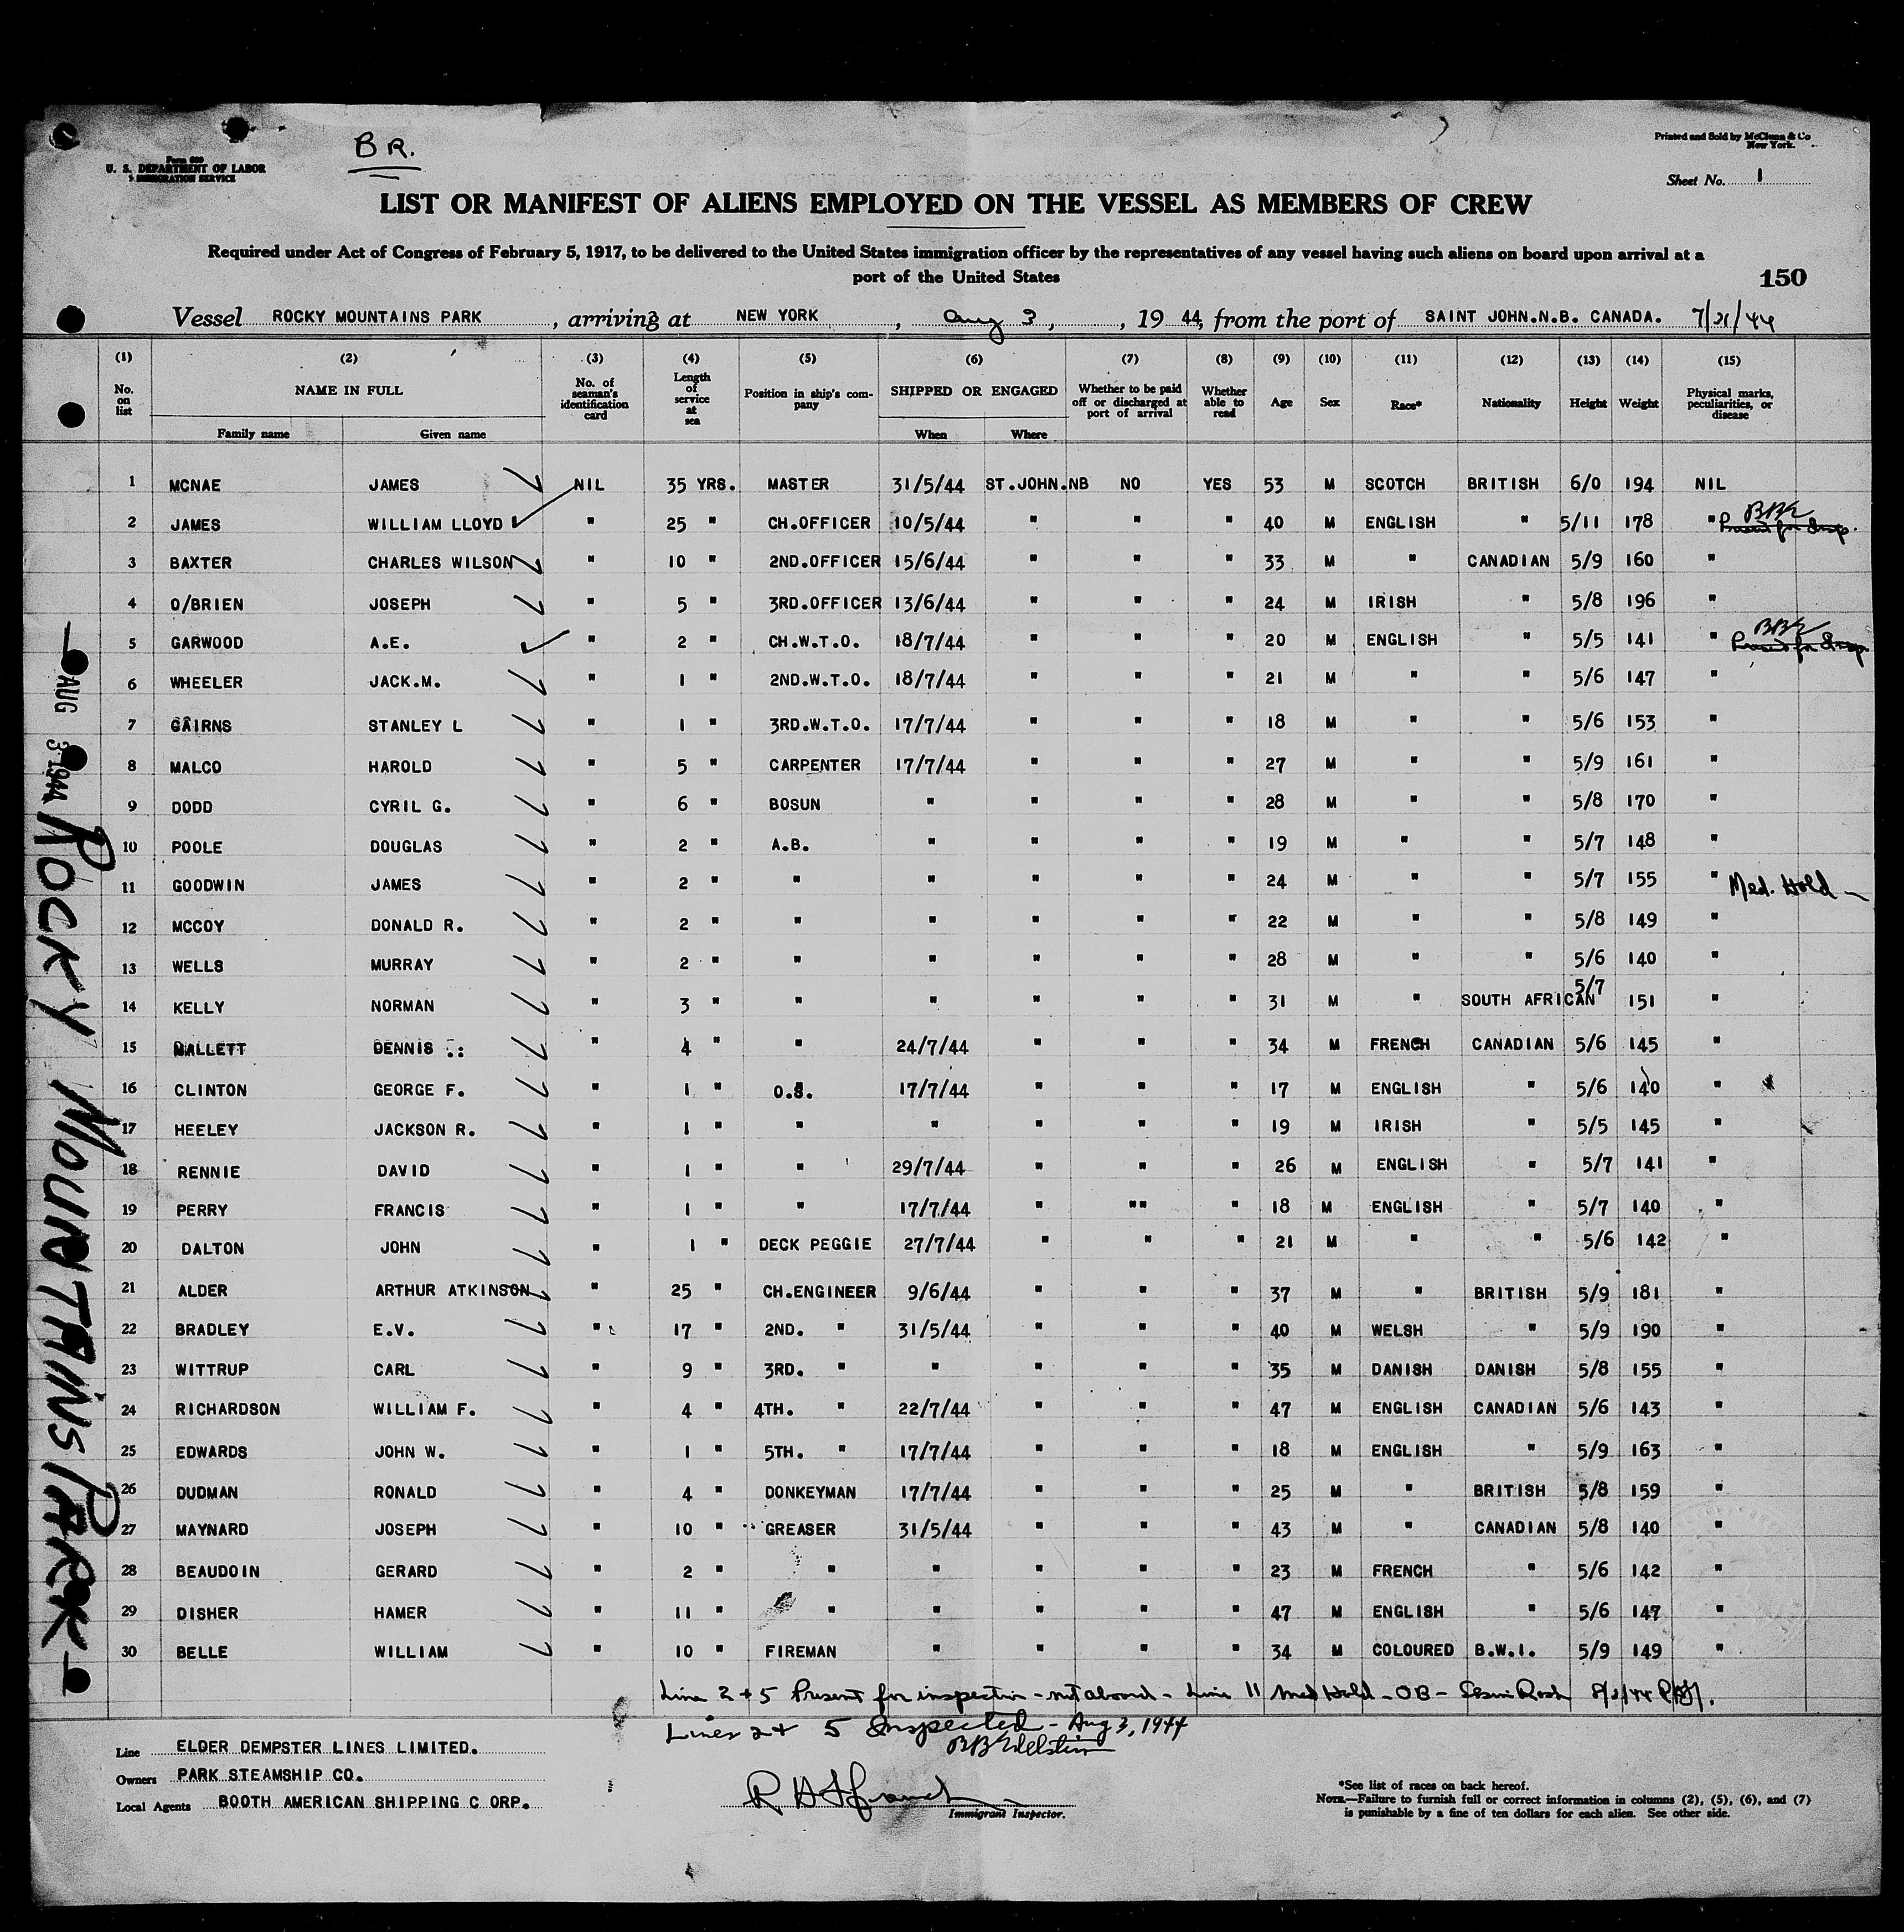 BR.
Form 680
U. S. DEPARTMENT OF LABOR
IMMIGRATION SERVICE
Printed and Sold by McClunn & Co
New York.
Sheet No. 1
LIST OR MANIFEST OF ALIENS EMPLOYED ON THE VESSEL AS MEMBERS OF CREW
Required under Act of Congress of February 5, 1917, to be delivered to the United States immigration officer by the representatives of any vessel having such aliens on board upon arrival at a
port of the United States
150
Vessel ROCKY MOUNTAINS PARK, arriving at NEW YORK, Aug 3, 1944, from the port of SAINT JOHN.N.B. CANADA.
(1) (2) (3) (4) (5) (6) (7) (8) (9) (10) (11) (12) (13) (14) (15)
No. on list NAME IN FULL Family name Given name No. of seaman's identification card Length of service at sea Position in ship's company SHIPPED OR ENGAGED When Where Whether to be paid off or discharged at port of arrival Whether able to read Age Sex Race* Nationality Height Weight Physical marks, peculiarities, or disease
1 MCNAE JAMES NIL 35 YRS. MASTER 31/5/44 ST.JOHN.NB NO YES 53 M SCOTCH BRITISH 6/0 194 NIL
2 JAMES WILLIAM LLOYD " 25 " CH.OFFICER 10/5/44 " " " 40 M ENGLISH " 5/11 178 " BBE
3 BAXTER CHARLES WILSON " 10 " 2ND.OFFICER 15/6/44 " " " 33 M " CANADIAN 5/9 160 "
4 O/BRIEN JOSEPH " 5 " 3RD.OFFICER 13/6/44 " " " 24 M IRISH " 5/8 196 "
5 GARWOOD A.E. " 2 " CH.W.T.O. 18/7/44 " " " 20 M ENGLISH " 5/5 141 " BBE
6 WHEELER JACK.M. " 1 " 2ND.W.T.O. 18/7/44 " " " 21 M " " 5/6 147 "
7 CAIRNS STANLEY L " 1 " 3RD.W.T.O. 17/7/44 " " " 18 M " " 5/6 153 "
8 MALCO HAROLD " 5 " CARPENTER 17/7/44 " " " 27 M " " 5/9 161 "
9 DODD CYRIL G. " 6 " BOSUN " " " " 28 M " " 5/8 170 "
10 POOLE DOUGLAS " 2 " A.B. " " " " 19 M " " 5/7 148 "
11 GOODWIN JAMES " 2 " " " " " " 24 M " " 5/7 155 " Med. Hold -
12 MCCOY DONALD R. " 2 " " " " " " 22 M " " 5/8 149 "
13 WELLS MURRAY " 2 " " " " " " 28 M " " 5/6 140 "
14 KELLY NORMAN " 3 " " " " " " 31 M " SOUTH AFRICAN 5/7 151 "
15 MALLETT DENNIS " 4 " " 24/7/44 " " " 34 M FRENCH CANADIAN 5/6 145 "
16 CLINTON GEORGE F. " 1 " O.S. 17/7/44 " " " 17 M ENGLISH " 5/6 140 "
17 HEELEY JACKSON R. " 1 " " " " " " 19 M IRISH " 5/5 145 "
18 RENNIE DAVID " 1 " " 29/7/44 " " " 26 M ENGLISH " 5/7 141 "
19 PERRY FRANCIS " 1 " " 17/7/44 " "" " 18 M ENGLISH " 5/7 140 "
20 DALTON JOHN " 1 " DECK PEGGIE 27/7/44 " " " 21 M " " 5/6 142 "
21 ALDER ARTHUR ATKINSON " 25 " CH.ENGINEER 9/6/44 " " " 37 M " BRITISH 5/9 181 "
22 BRADLEY E.V. " 17 " 2ND. " 31/5/44 " " " 40 M WELSH " 5/9 190 "
23 WITTRUP CARL " 9 " 3RD. " " " " " 35 M DANISH DANISH 5/8 155 "
24 RICHARDSON WILLIAM F. " 4 " 4TH. " 22/7/44 " " " 47 M ENGLISH CANADIAN 5/6 143 "
25 EDWARDS JOHN W. " 1 " 5TH. " 17/7/44 " " " 18 M ENGLISH " 5/9 163 "
26 DUDMAN RONALD " 4 " DONKEYMAN 17/7/44 " " " 25 M " BRITISH 5/8 159 "
27 MAYNARD JOSEPH " 10 " GREASER 31/5/44 " " " 43 M " CANADIAN 5/8 140 "
28 BEAUDOIN GERARD " 2 " " " " " " 23 M FRENCH " 5/6 142 "
29 DISHER HAMER " 11 " " " " " " 47 M ENGLISH " 5/6 147 "
30 BELLE WILLIAM " 10 " FIREMAN " " " " 34 M COLOURED B.W.I. 5/9 149 "
Line 2 + 5 Present for inspection - not aboard - Line 11 Med Hold - OB -
Lines 2 + 5 Inspected - Aug 3, 1944
BBEdelstein
Line ELDER DEMPSTER LINES LIMITED.
Owners PARK STEAMSHIP CO.
Local Agents BOOTH AMERICAN SHIPPING C ORP.
Immigrant Inspector.
*See list of races on back hereof.
NOTE.—Failure to furnish full or correct information in columns (2), (5), (6), and (7)
is punishable by a fine of ten dollars for each alien. See other side.
AUG 3 1944
ROCKY MOUNTAINS PARK